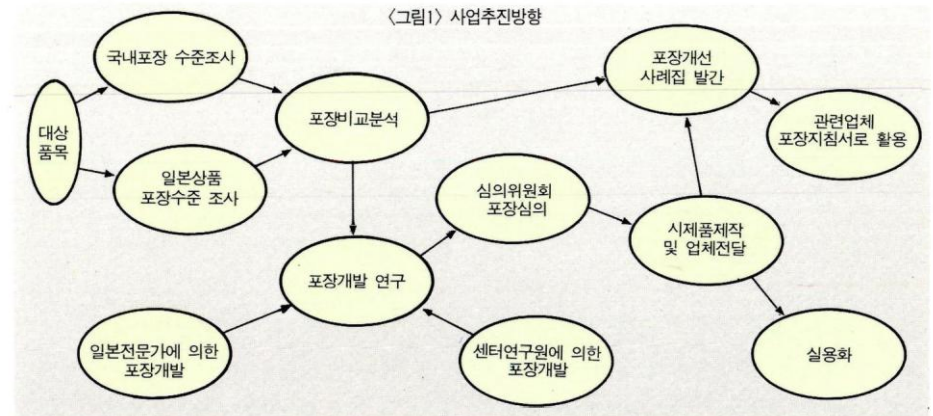 〈그림1〉 사업추진방향
국내포장 수준조사
포장개선
사례집 발간
대상
품목
포장비교분석
관련업체
포장지침서로 활용
일본상품
포장수준 조사
심의위원회
포장심의
시제품제작
및 업체전달
포장개발 연구
일본전문가에 의한
포장개발
센터연구원에 의한
포장개발
실용화